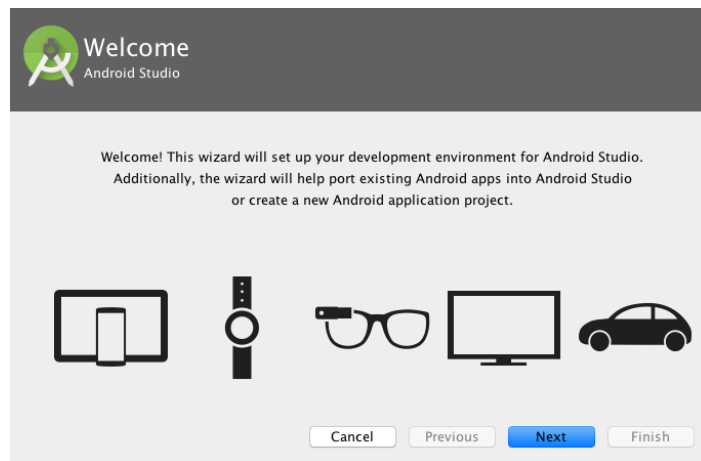 Welcome
Android Studio
Welcome! This wizard will set up your development environment for Android Studio.
Additionally, the wizard will help port existing Android apps into Android Studio
or create a new Android application project.
Cancel Previous Next Finish